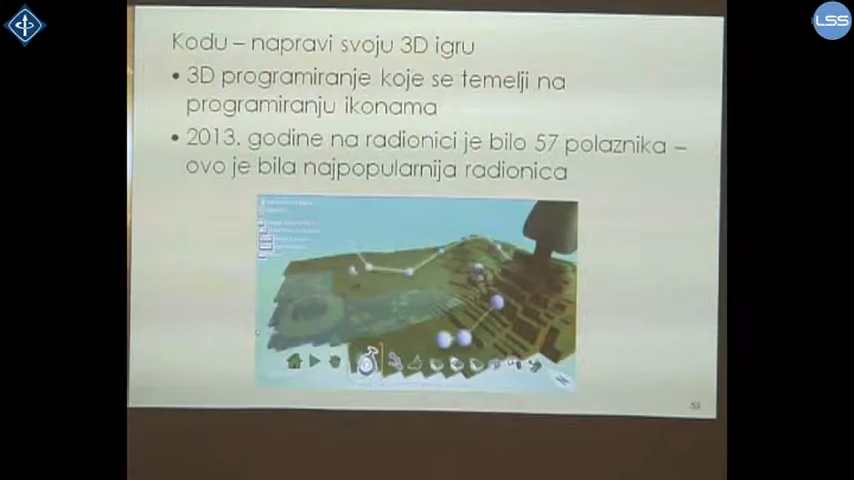 LSS
Kodu – napravi svoju 3D igru
• 3D programiranje koje se temelji na
programiranju ikonama
• 2013. godine na radionici je bilo 57 polaznika –
ovo je bila najpopularnija radionica